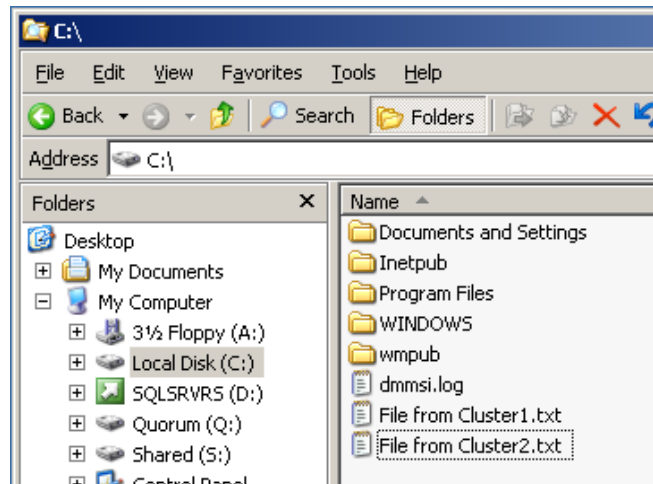 C:\
File Edit View Favorites Tools Help
Back Search Folders
Address C:\
Folders X
Desktop
My Documents
My Computer
3½ Floppy (A:)
Local Disk (C:)
SQLSRVRS (D:)
Quorum (Q:)
Shared (S:)
Control Panel
Name
Documents and Settings
Inetpub
Program Files
WINDOWS
wmpub
dmmsi.log
File from Cluster1.txt
File from Cluster2.txt